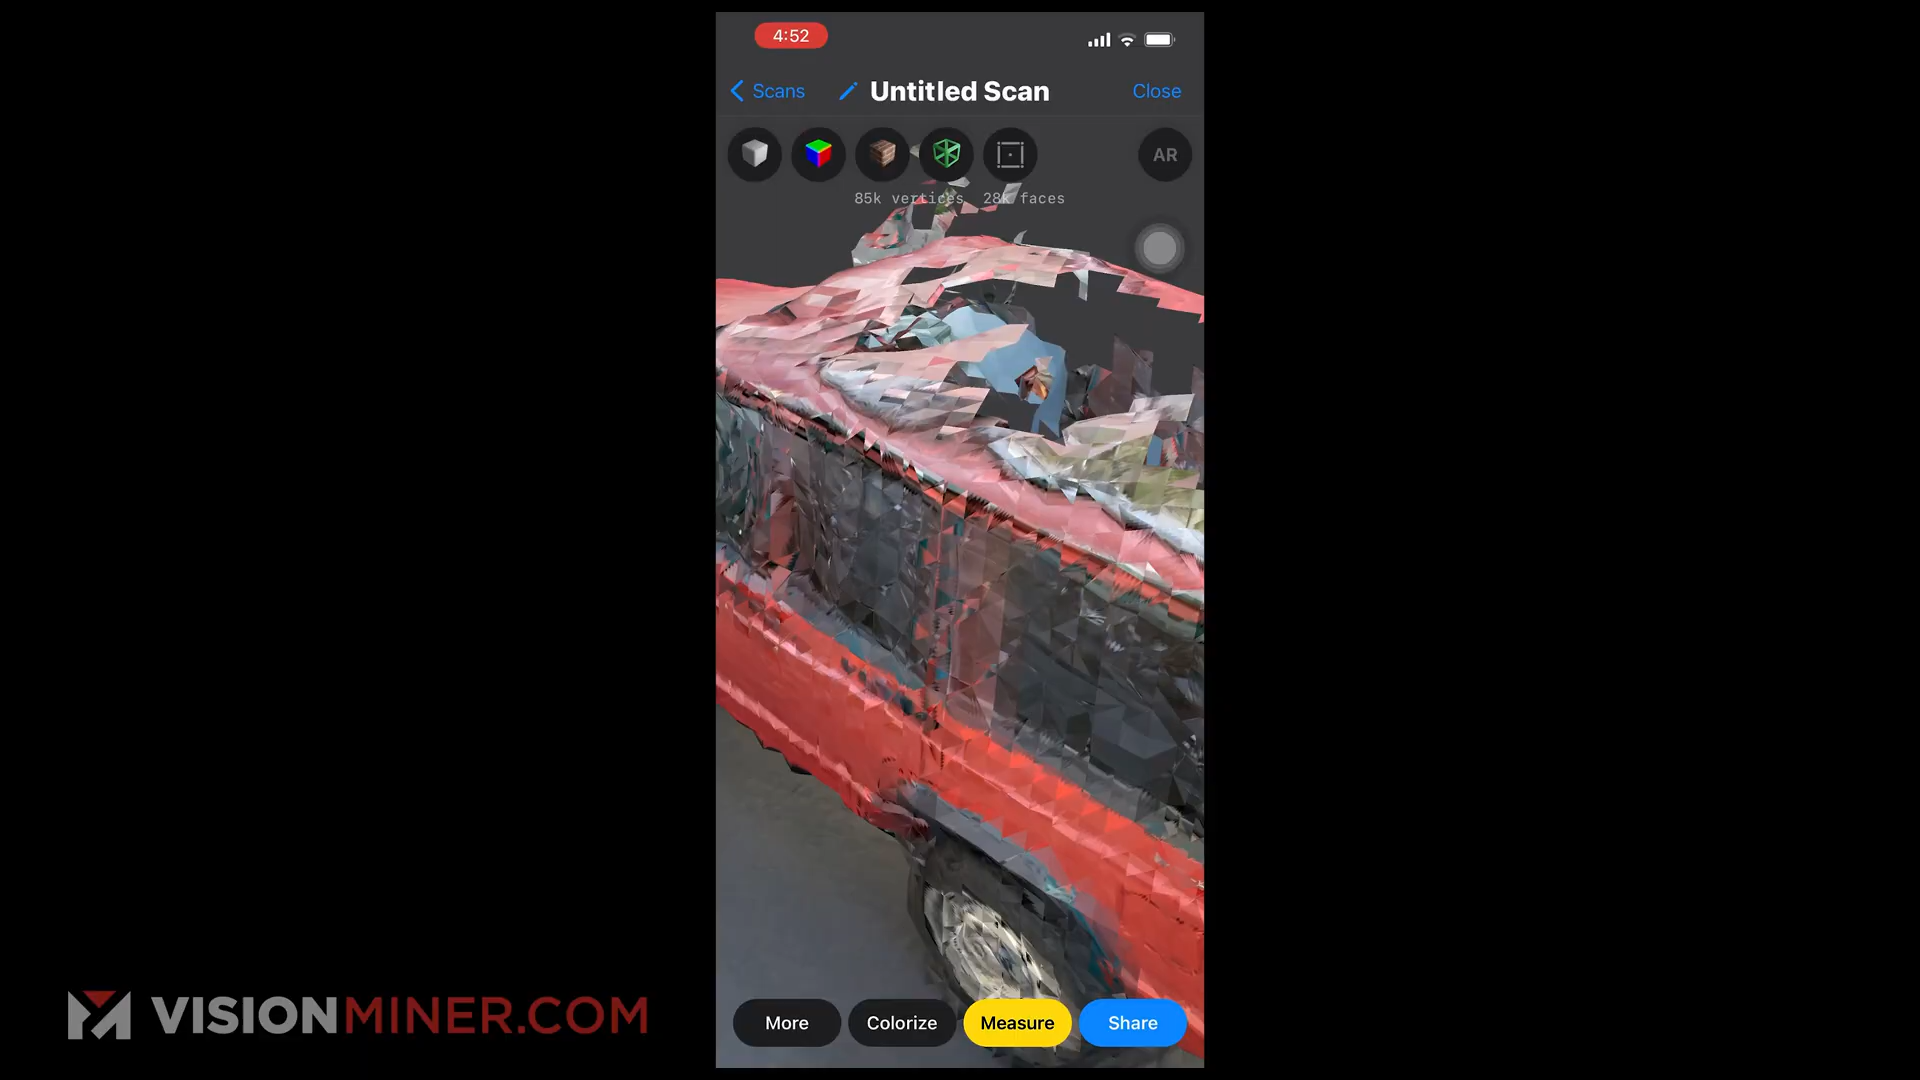 4:52
Scans
Untitled Scan
Close
AR
85k vertices 28k faces
More
Colorize
Measure
Share
VISIONMINER.COM